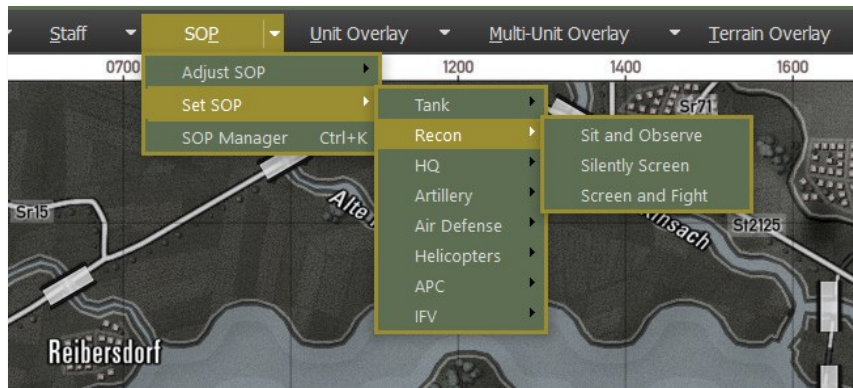 Staff SOP Unit Overlay Multi-Unit Overlay Terrain Overlay
0700 1200 1400 1600
Adjust SOP
Set SOP
SOP Manager Ctrl+K
Tank
Recon
HQ
Artillery
Air Defense
Helicopters
APC
IFV
Sit and Observe
Silently Screen
Screen and Fight
Sr71
Sr15
St2125
Reibersdorf